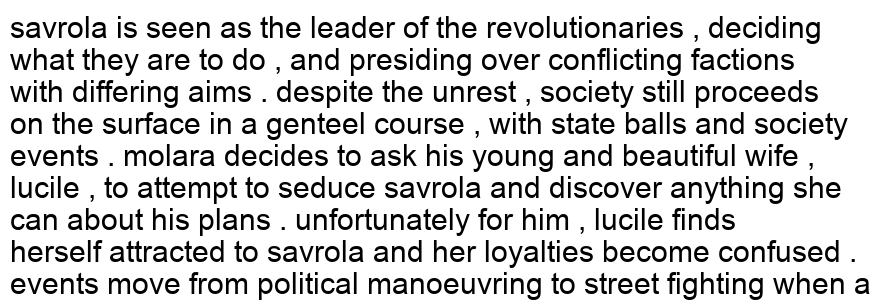 savrola is seen as the leader of the revolutionaries , deciding
what they are to do , and presiding over conflicting factions
with differing aims . despite the unrest , society still proceeds
on the surface in a genteel course , with state balls and society
events . molara decides to ask his young and beautiful wife ,
lucile , to attempt to seduce savrola and discover anything she
can about his plans . unfortunately for him , lucile finds
herself attracted to savrola and her loyalties become confused .
events move from political manoeuvring to street fighting when a